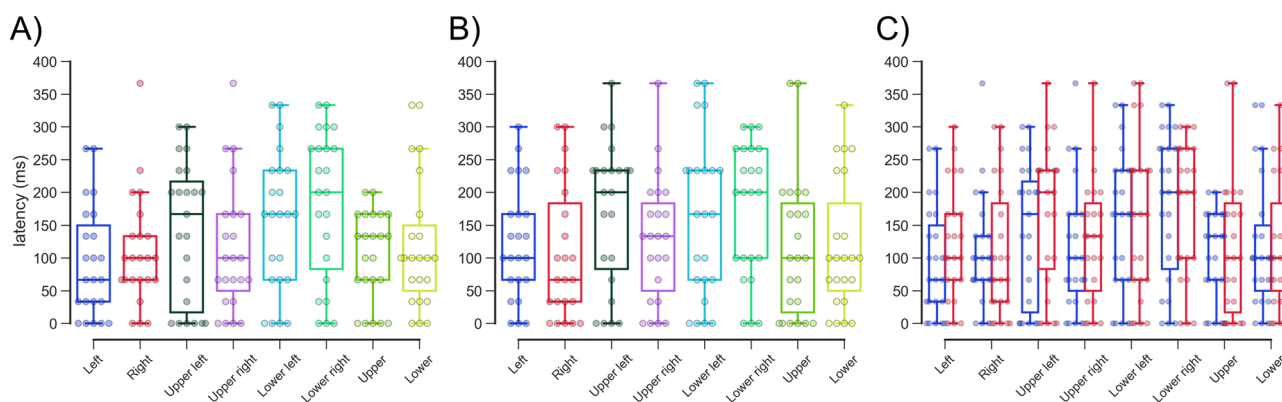 A)
B)
C)
latency (ms)
400
350
300
250
200
150
100
50
0
Left
Right
Upper left
Upper right
Lower left
Lower right
Upper
Lower
400
350
300
250
200
150
100
50
0
Left
Right
Upper left
Upper right
Lower left
Lower right
Upper
Lower
400
350
300
250
200
150
100
50
0
Left
Right
Upper left
Upper right
Lower left
Lower right
Upper
Lower